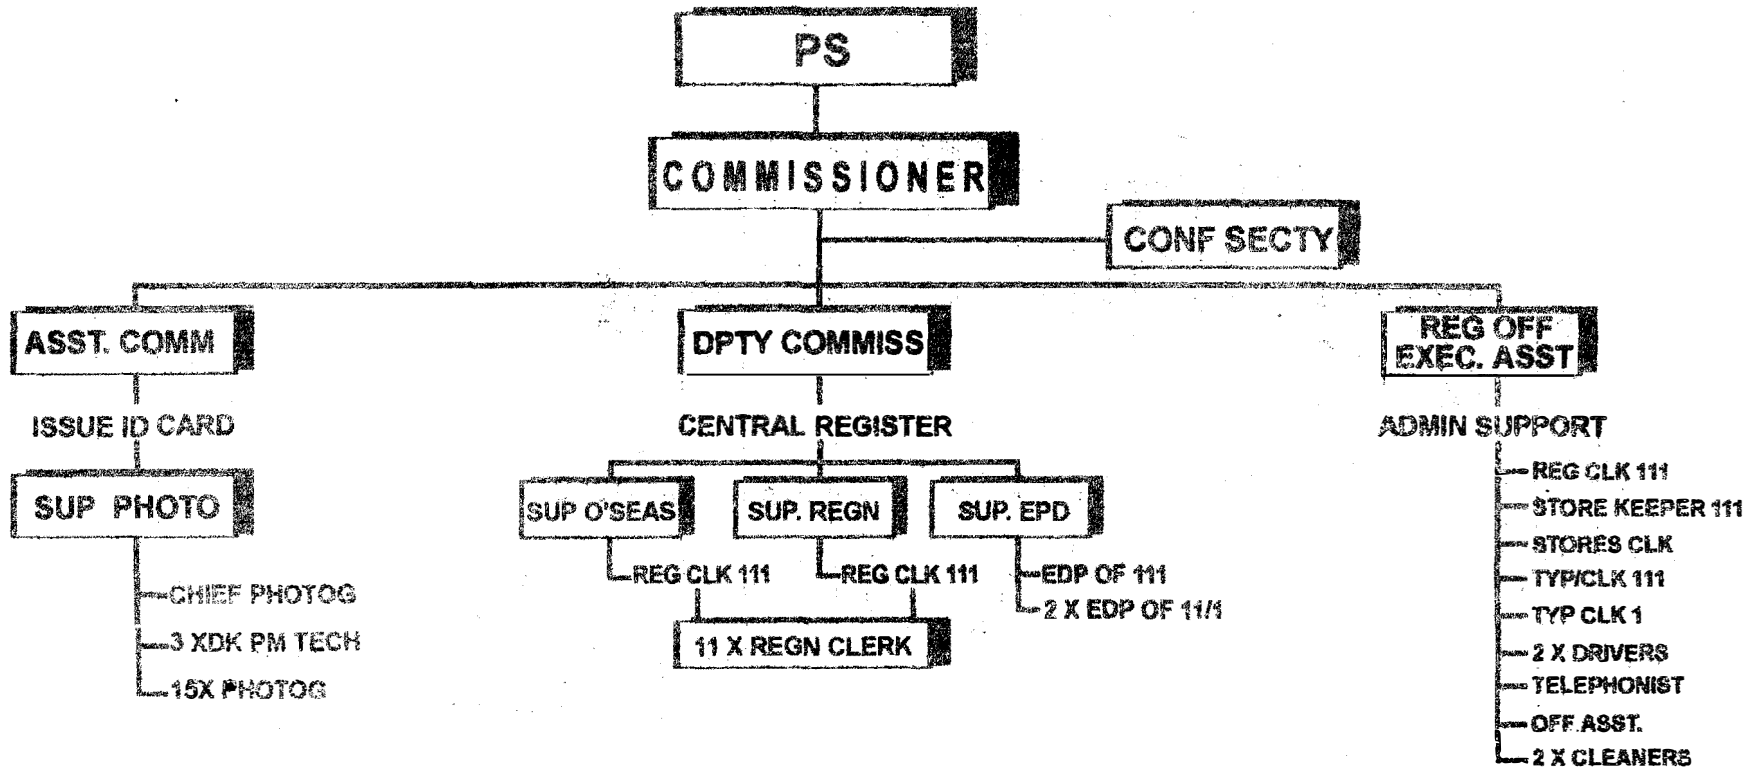 PS
COMMISSIONER
CONF SECTY
ASST. COMM
DPTY COMMISS
REG OFF
EXEC. ASST
ISSUE ID CARD
CENTRAL REGISTER
ADMIN SUPPORT
SUP PHOTO
SUP O'SEAS
SUP. REGN
SUP. EPD
CHIEF PHOTOG
3 XDK PM TECH
15X PHOTOG
REG CLK 111
REG CLK 111
11 X REGN CLERK
EDP OF 111
2 X EDP OF 11/1
REG CLK 111
STORE KEEPER 111
STORES CLK
TYP/CLK 111
TYP CLK 1
2 X DRIVERS
TELEPHONIST
OFF.ASST.
2 X CLEANERS